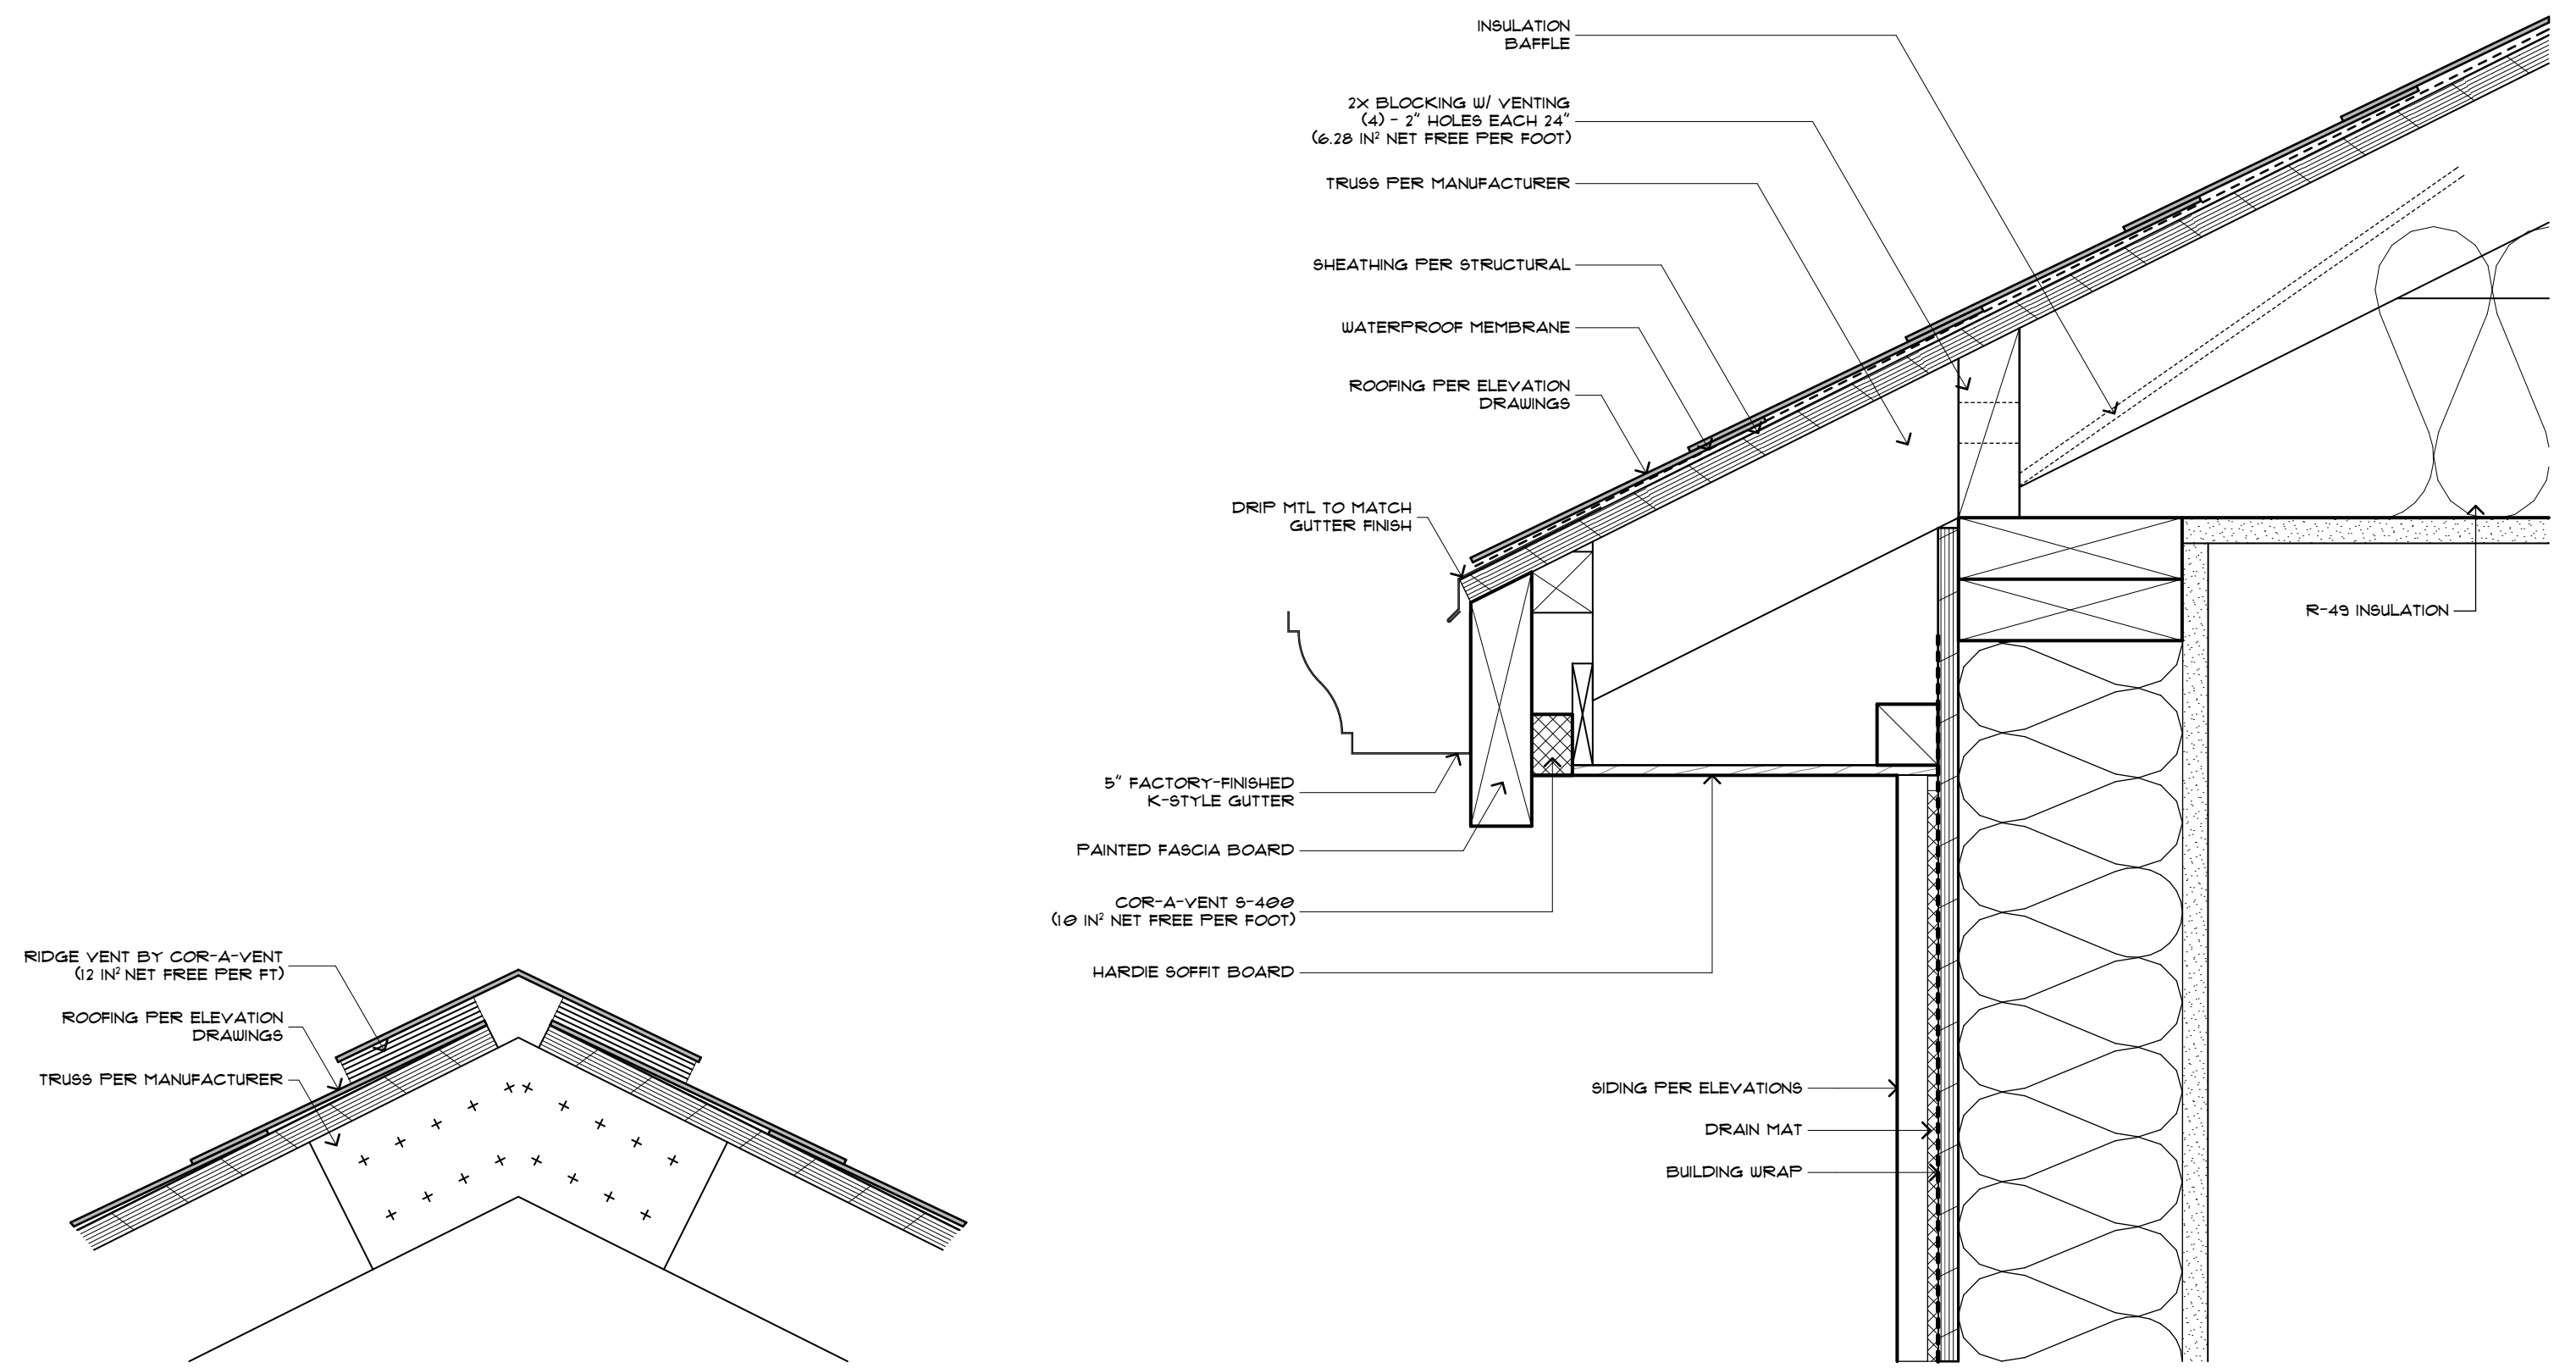 INSULATION
BAFFLE
2X BLOCKING W/ VENTING
(4) - 2" HOLES EACH 24"
(6.28 IN² NET FREE PER FOOT)
TRUSS PER MANUFACTURER
SHEATHING PER STRUCTURAL
WATERPROOF MEMBRANE
ROOFING PER ELEVATION
DRAWINGS
DRIP MTL TO MATCH
GUTTER FINISH
R-49 INSULATION
5" FACTORY-FINISHED
K-STYLE GUTTER
PAINTED FASCIA BOARD
COR-A-VENT S-400
(10 IN² NET FREE PER FOOT)
HARDIE SOFFIT BOARD
SIDING PER ELEVATIONS
DRAIN MAT
BUILDING WRAP
RIDGE VENT BY COR-A-VENT
(12 IN² NET FREE PER FT)
ROOFING PER ELEVATION
DRAWINGS
TRUSS PER MANUFACTURER